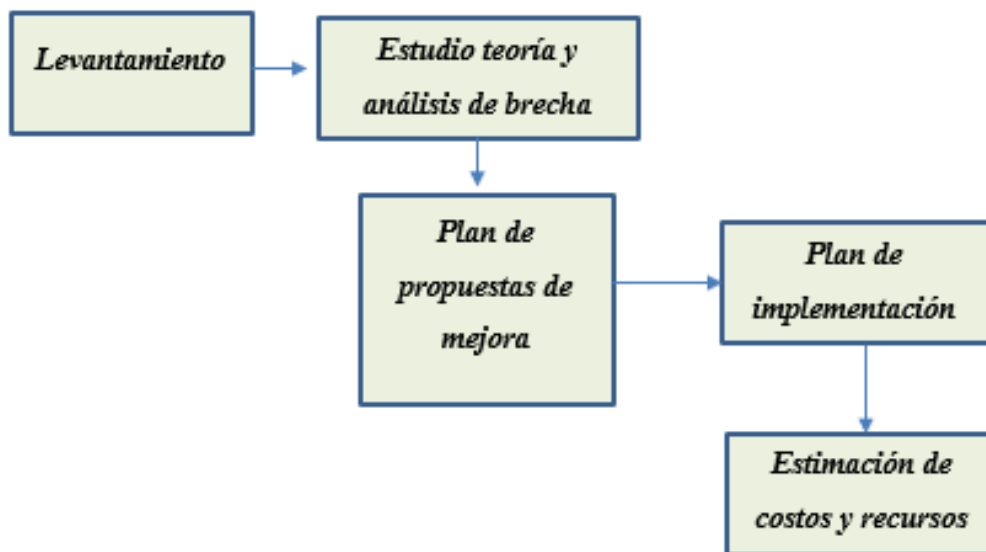 Levantamiento
Estudio teoría y
análisis de brecha
Plan de
propuestas de
mejora
Plan de
implementación
Estimación de
costos y recursos